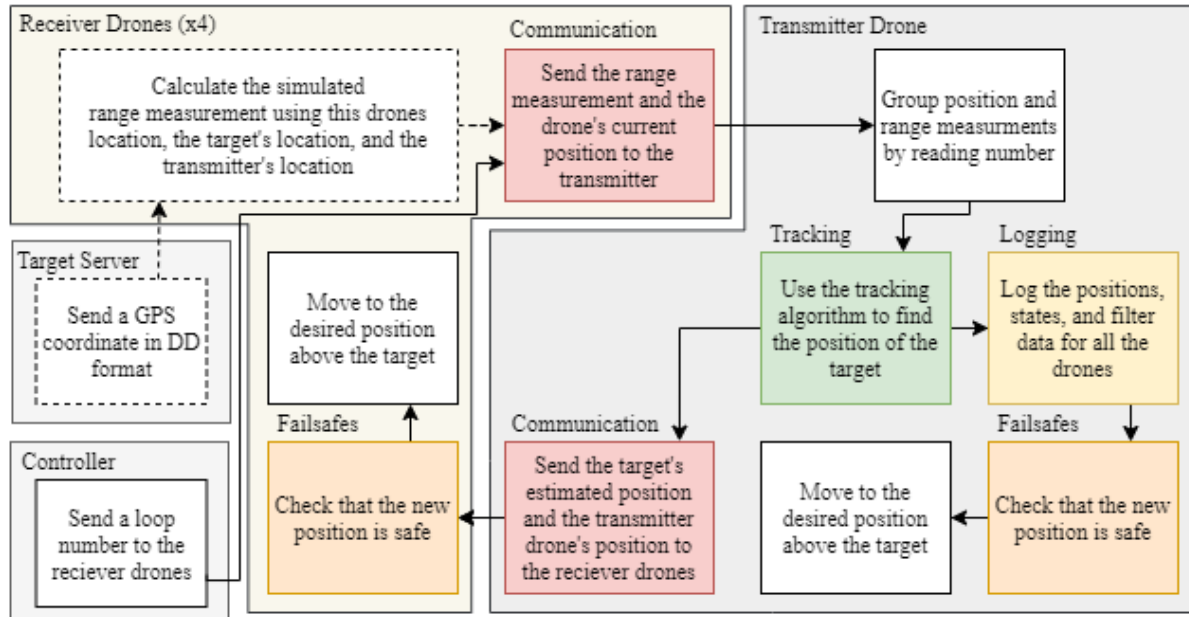 Receiver Drones (x4)
Calculate the simulated
range measurement using this drones
location, the target's location, and the
transmitter's location
Communication
Send the range
measurement and the
drone's current
position to the
transmitter
Transmitter Drone
Group position and
range measurments
by reading number
Target Server
Send a GPS
coordinate in DD
format
Move to the
desired position
above the target
Tracking
Use the tracking
algorithm to find
the position of the
target
Logging
Log the positions,
states, and filter
data for all the
drones
Controller
Send a loop
number to the
reciever drones
Failsafes
Check that the new
position is safe
Communication
Send the target's
estimated position
and the transmitter
drone's position to
the reciever drones
Move to the
desired position
above the target
Failsafes
Check that the new
position is safe